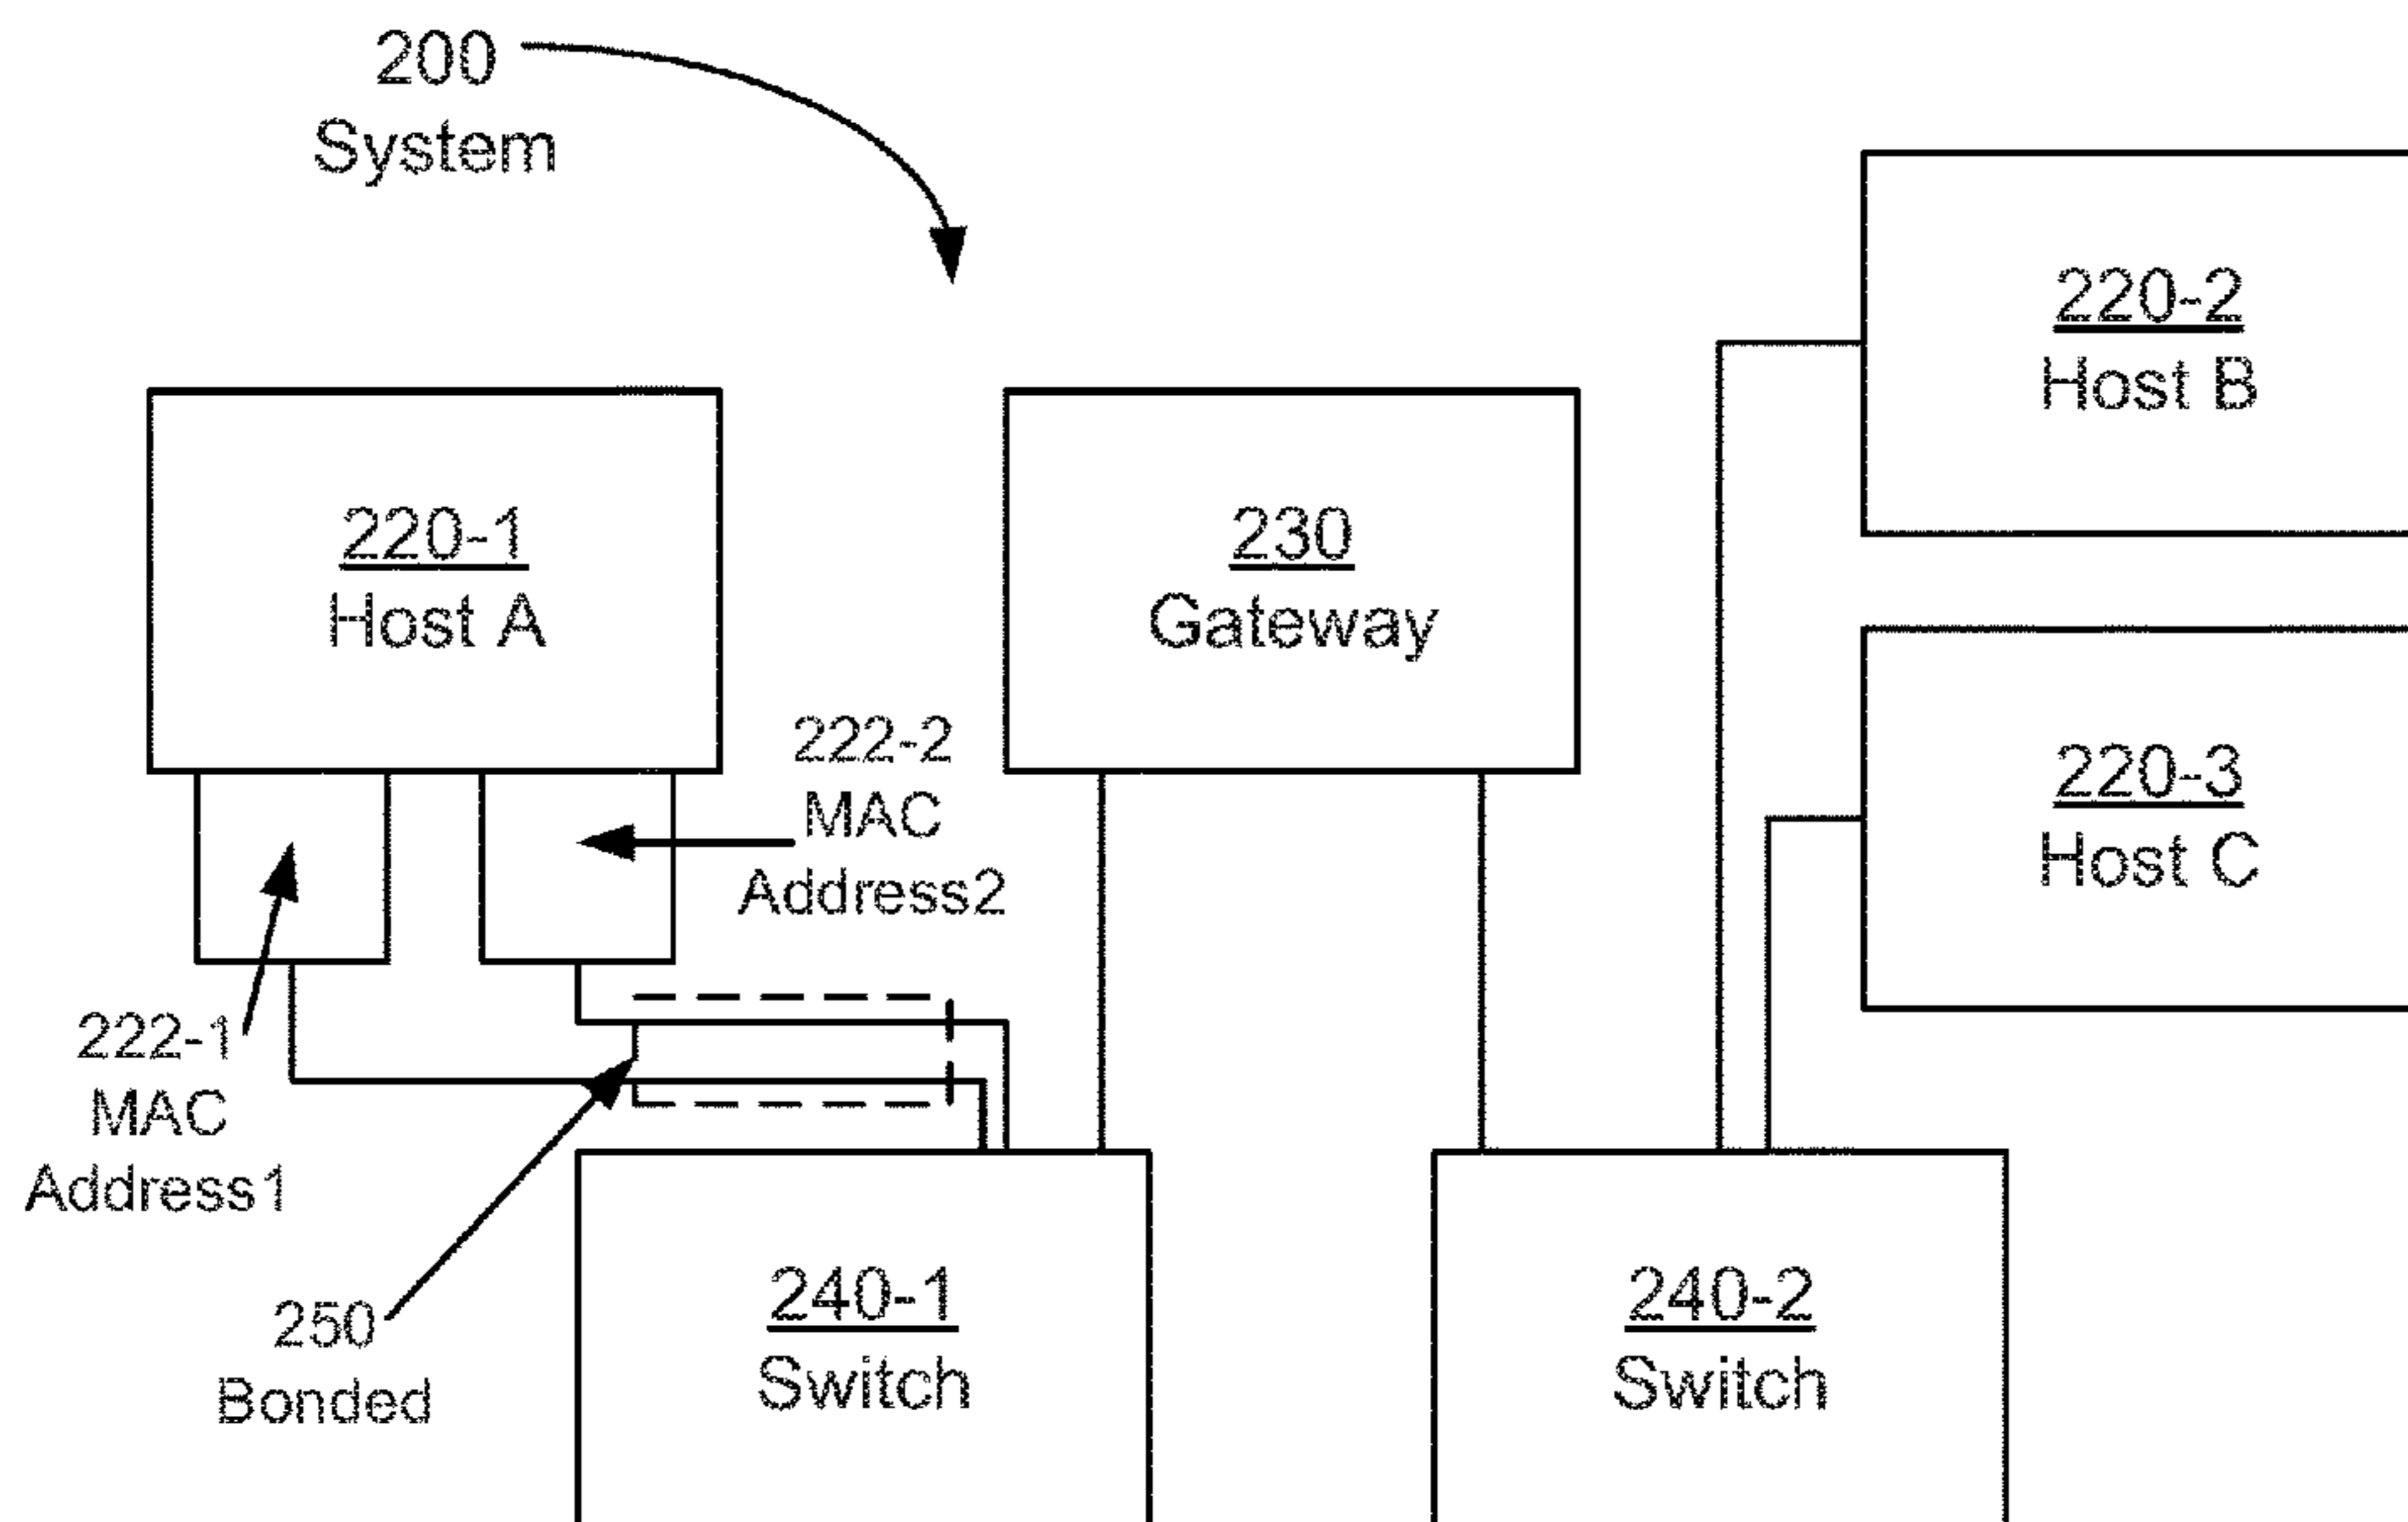 200
System
220-2
Host B
220-1
Host A
230
Gateway
222-2
MAC
Address2
220-3
Host C
222-1
MAC
Address1
250
Bonded
240-1
Switch
240-2
Switch